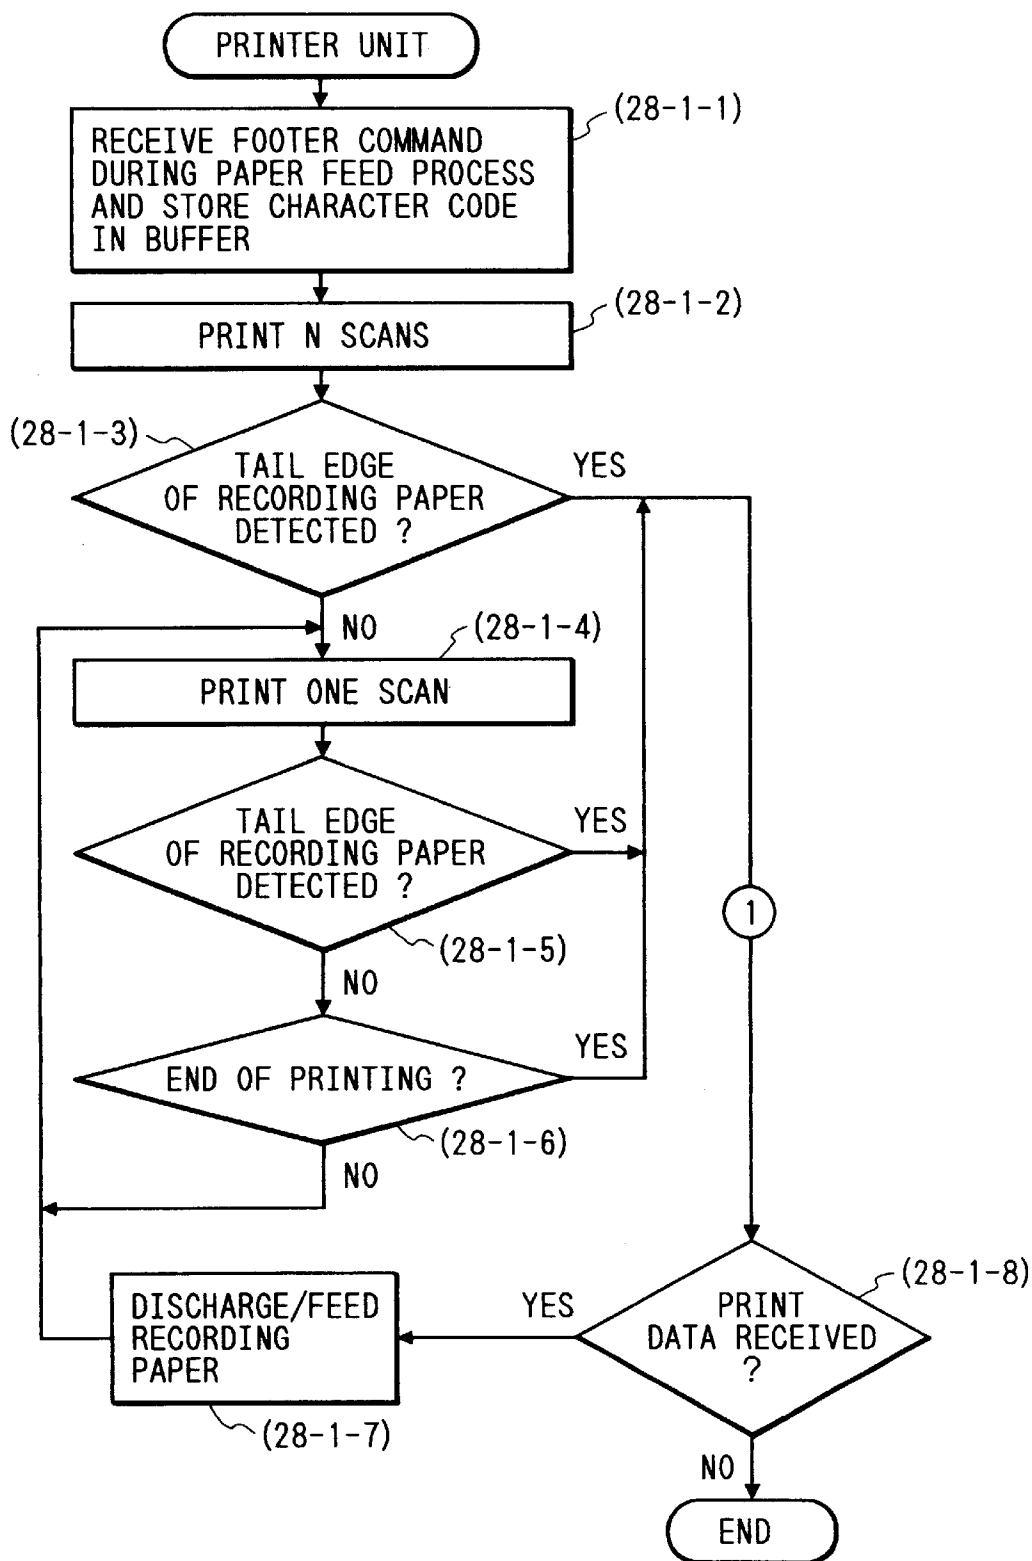 PRINTER UNIT
(28-1-1)
RECEIVE FOOTER COMMAND
DURING PAPER FEED PROCESS
AND STORE CHARACTER CODE
IN BUFFER
(28-1-2)
PRINT N SCANS
(28-1-3)
TAIL EDGE
OF RECORDING PAPER
DETECTED ?
YES
NO
(28-1-4)
PRINT ONE SCAN
TAIL EDGE
OF RECORDING PAPER
DETECTED ?
YES
(28-1-5)
NO
1
END OF PRINTING ?
YES
(28-1-6)
NO
(28-1-8)
PRINT
DATA RECEIVED
?
YES
DISCHARGE/FEED
RECORDING
PAPER
(28-1-7)
NO
END